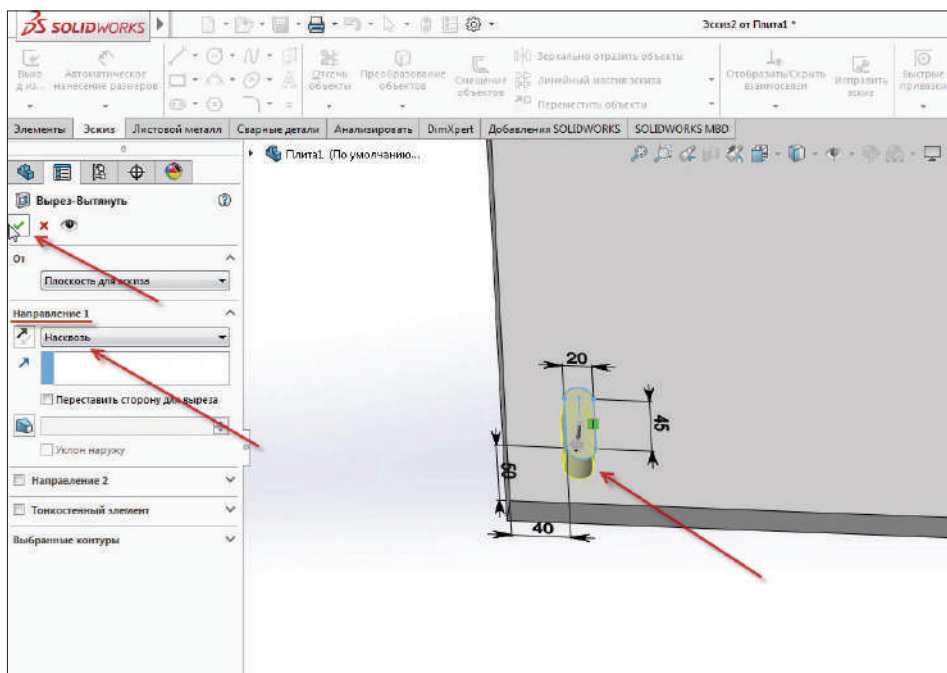 SOLIDWORKS
Эскиз2 от Плита1 *
Выход из...
Автоматическое нанесение размеров
Отсечь объекты
Преобразование объектов
Смещение объектов
Зеркально отразить объекты
Линейный массив эскиза
Переместить объекты
Отобразить/Скрыть взаимосвязи
Исправить эскиз
Быстрые привязки
Элементы Эскиз Листовой металл Сварные детали Анализировать DimXpert Добавления SOLIDWORKS SOLIDWORKS MBD
Плита1 (По умолчанию...
Вырез-Вытянуть
От
Плоскость для эскиза
Направление 1
Насквозь
Переставить сторону для выреза
Уклон наружу
Направление 2
Тонкостенный элемент
Выбранные контуры
20
45
50
40